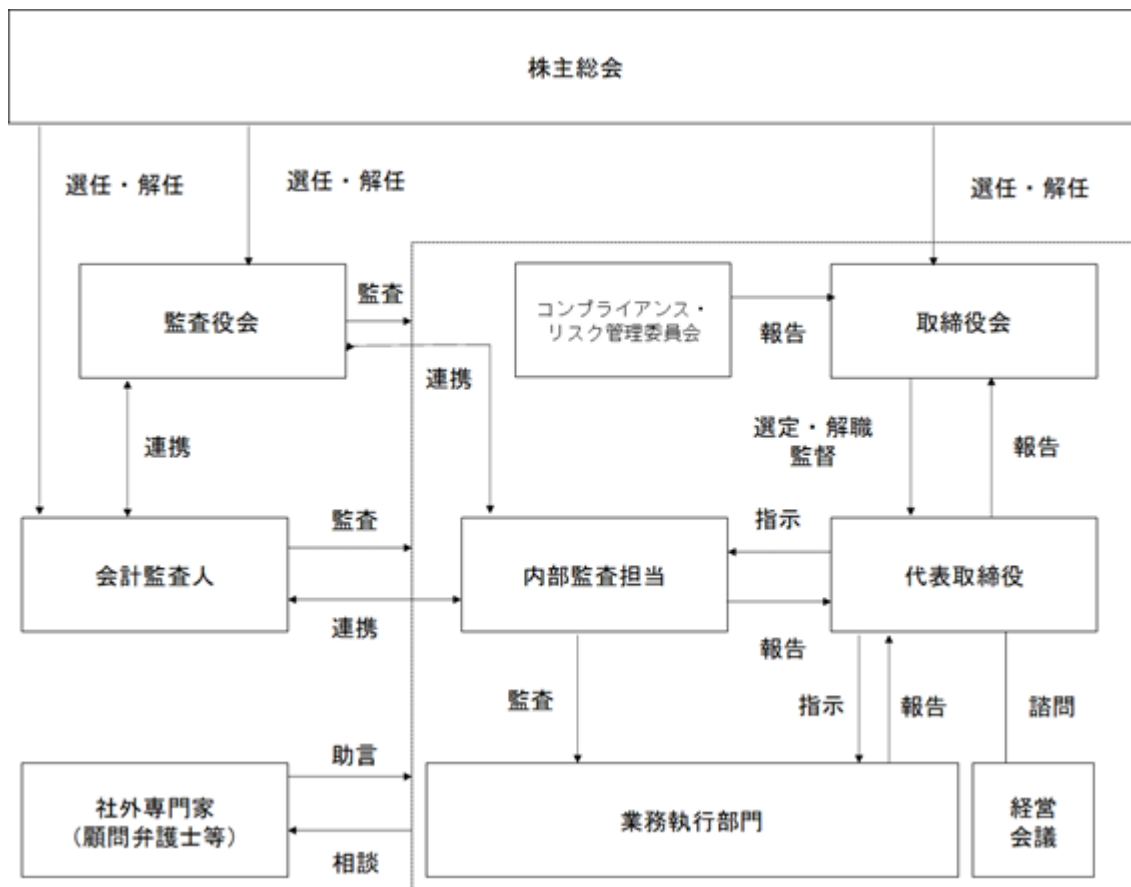 株主総会
選任・解任
選任・解任
選任・解任
監査役会
監査
コンプライアンス・
リスク管理委員会
報告
取締役会
連携
連携
選定・解職
監督
報告
会計監査人
監査
連携
内部監査担当
指示
報告
代表取締役
監査
指示
報告
諮問
社外専門家
（顧問弁護士等）
助言
相談
業務執行部門
経営
会議